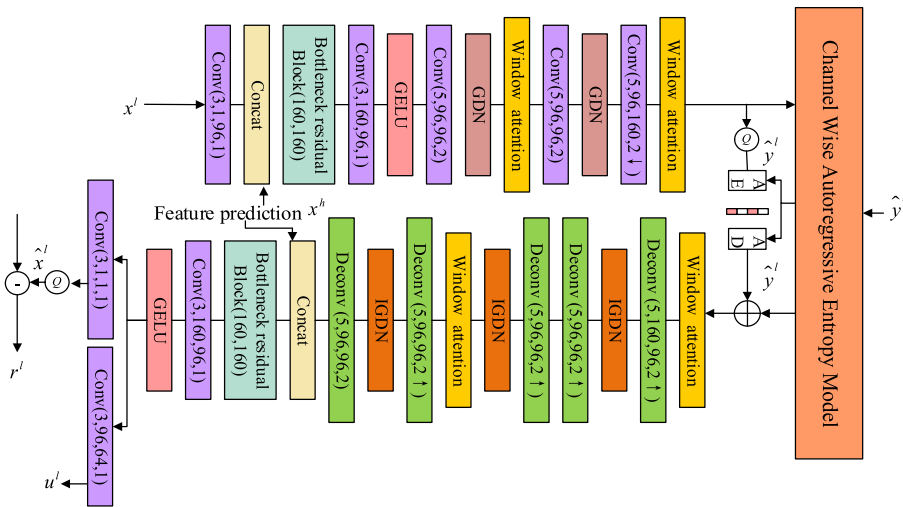 x^l
Conv(3,1,96,1)
Concat
Bottleneck residual
Block(160,160)
Conv(3,160,96,1)
GELU
Conv(5,96,96,2)
GDN
Window attention
Conv(5,96,96,2)
GDN
Conv(5,96,160,2↓)
Window attention
Q
\hat{y}^l
A
E
A
D
\hat{y}^l
Channel Wise Autoregressive Entropy Model
\hat{y}
Feature prediction x^h
Window attention
Deconv (5,160,96,2↑)
IGDN
Deconv (5,96,96,2↑)
Deconv (5,96,96,2↑)
IGDN
Window attention
Deconv (5,96,96,2↑)
IGDN
Deconv (5,96,96,2)
Concat
Bottleneck residual
Block(160,160)
Conv(3,160,96,1)
GELU
Conv(3,1,1,1)
Conv(3,96,64,1)
Q
\hat{x}^l
-
r^l
u^l